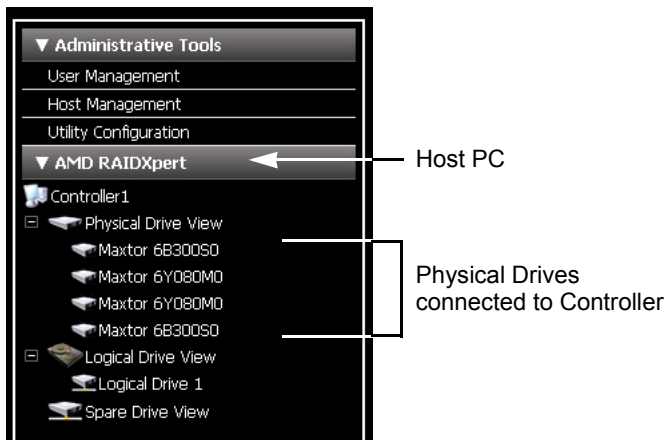 ▼ Administrative Tools
User Management
Host Management
Utility Configuration
▼ AMD RAIDXpert
Host PC
Controller1
Physical Drive View
Maxtor 6B300S0
Maxtor 6Y080M0
Maxtor 6Y080M0
Maxtor 6B300S0
Physical Drives
connected to Controller
Logical Drive View
Logical Drive 1
Spare Drive View